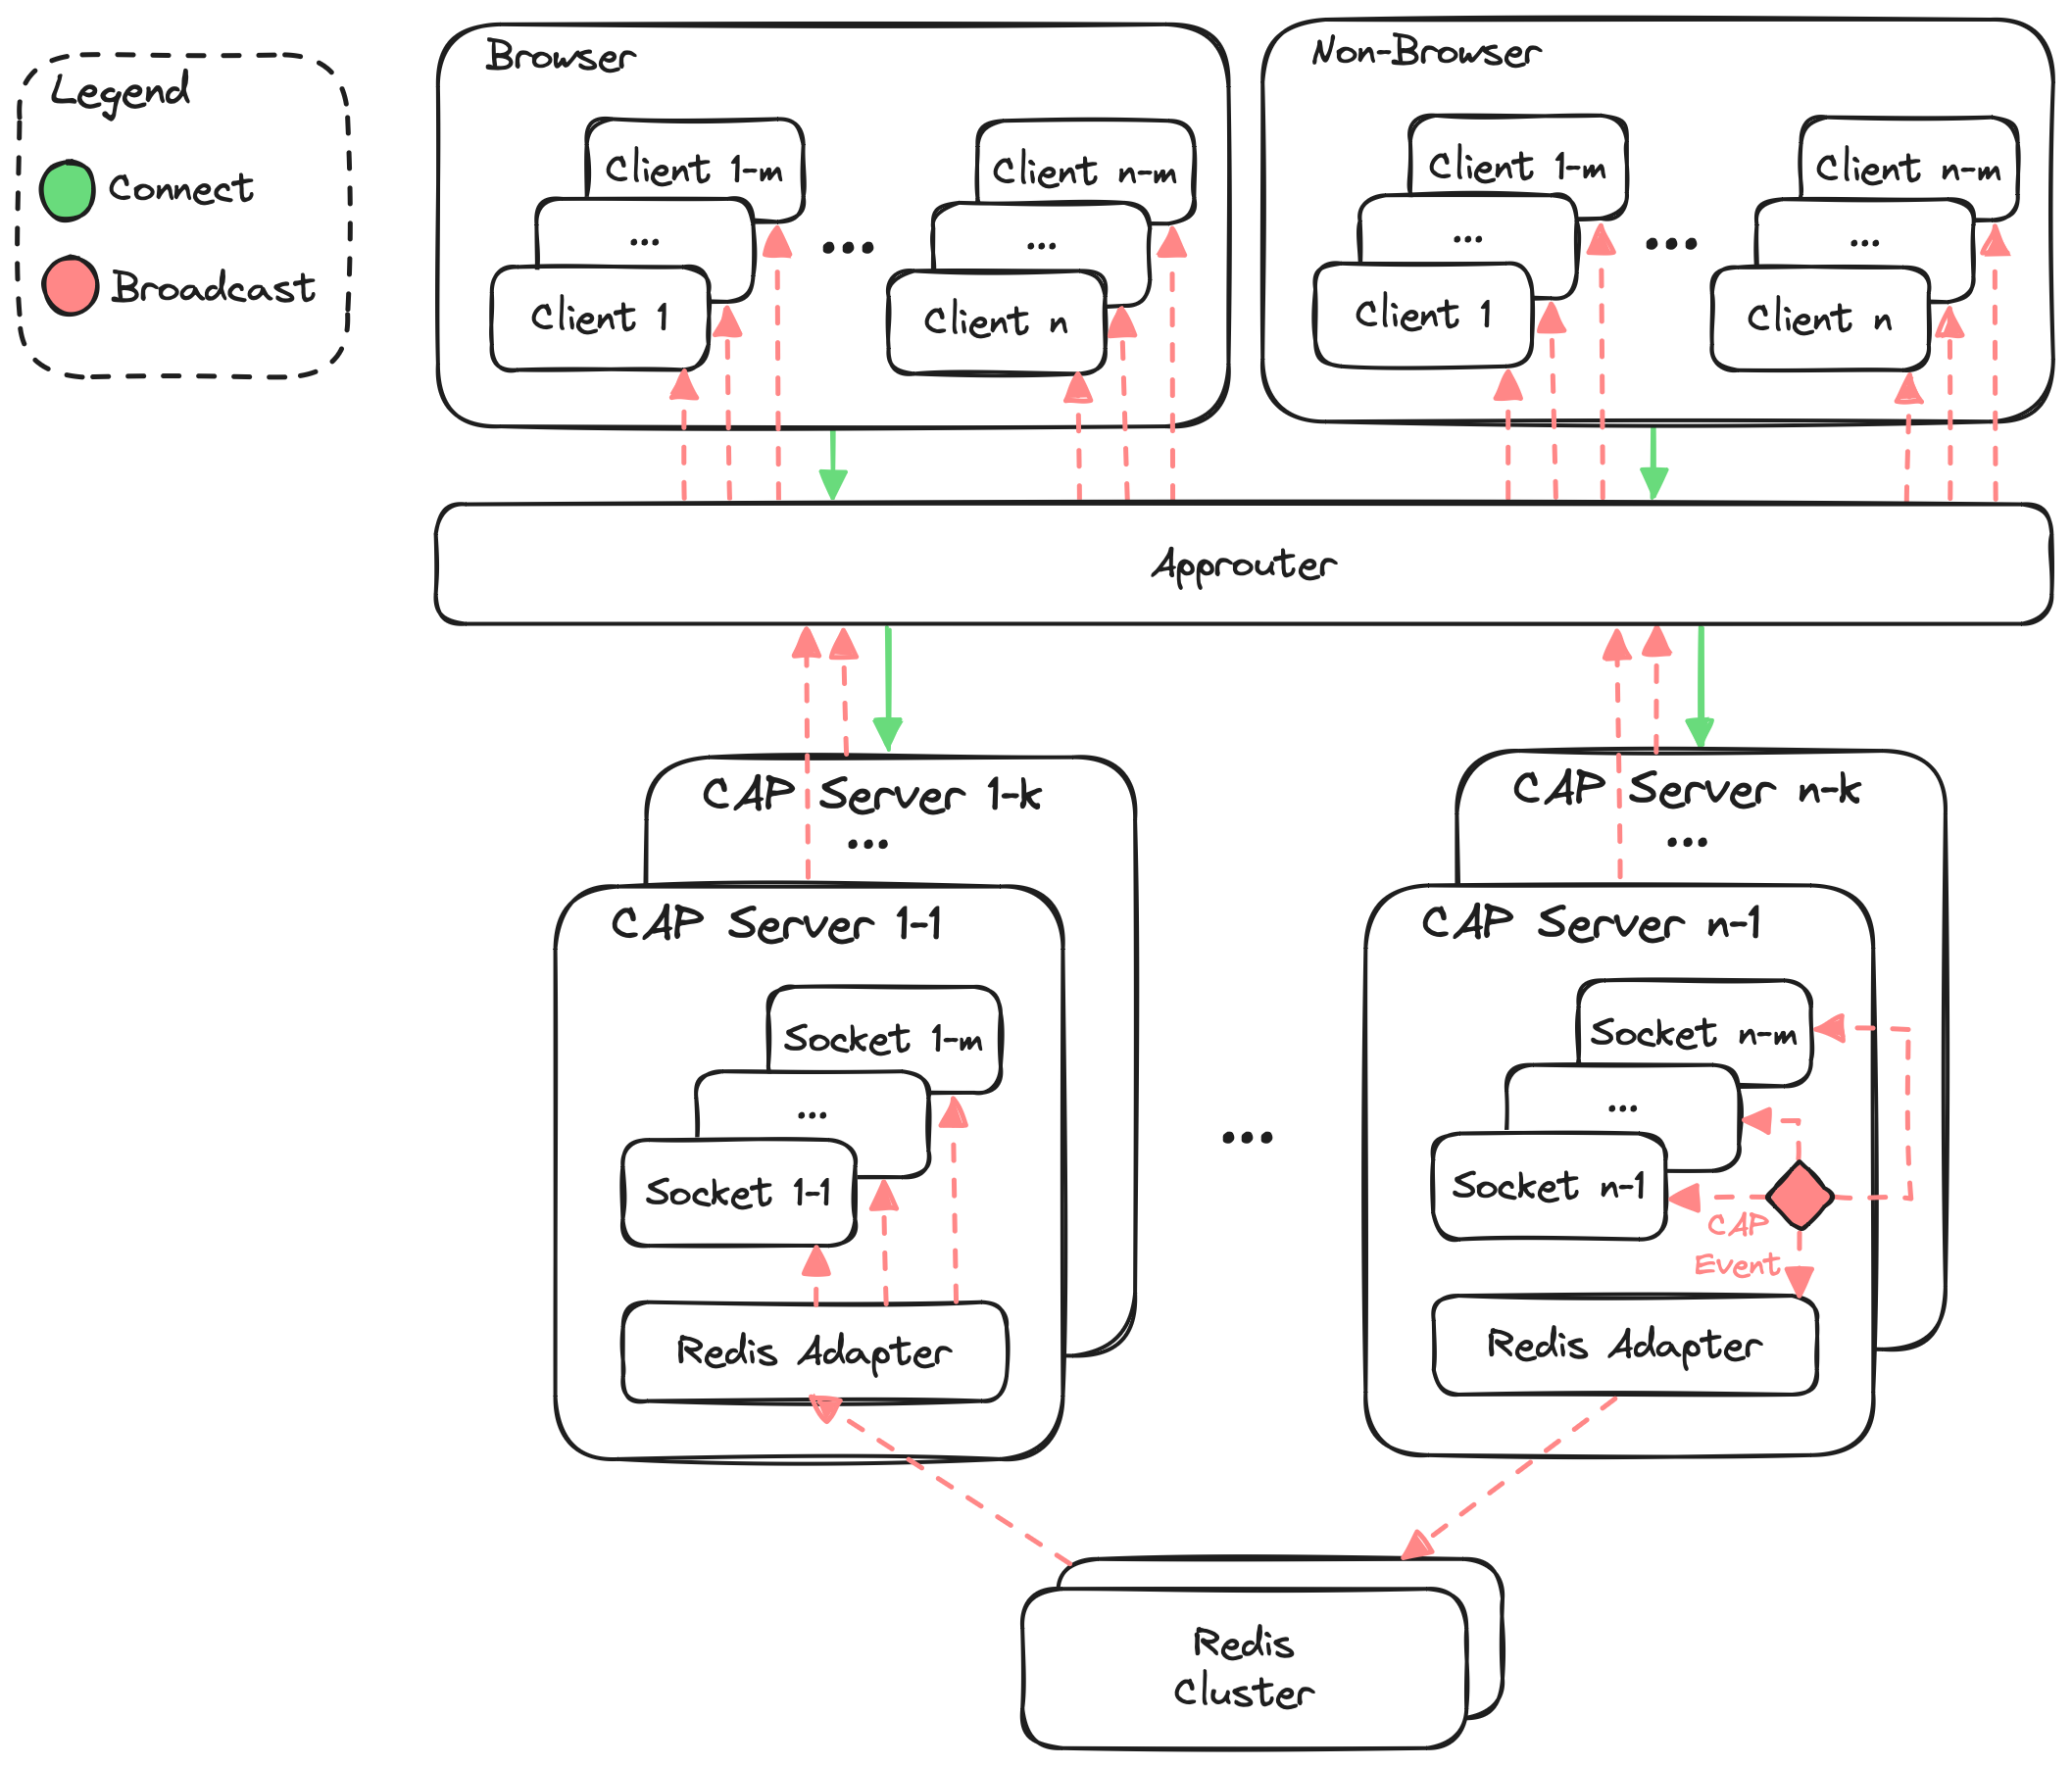 Legend
Connect
Broadcast
Browser
Client 1-m
...
Client 1
...
Client n-m
...
Client n
Non-Browser
Client 1-m
...
Client 1
...
Client n-m
...
Client n
Approuter
CAP Server 1-k
...
CAP Server 1-1
Socket 1-m
...
Socket 1-1
Redis Adapter
...
CAP Server n-k
...
CAP Server n-1
Socket n-m
...
Socket n-1
CAP
Event
Redis Adapter
Redis
Cluster